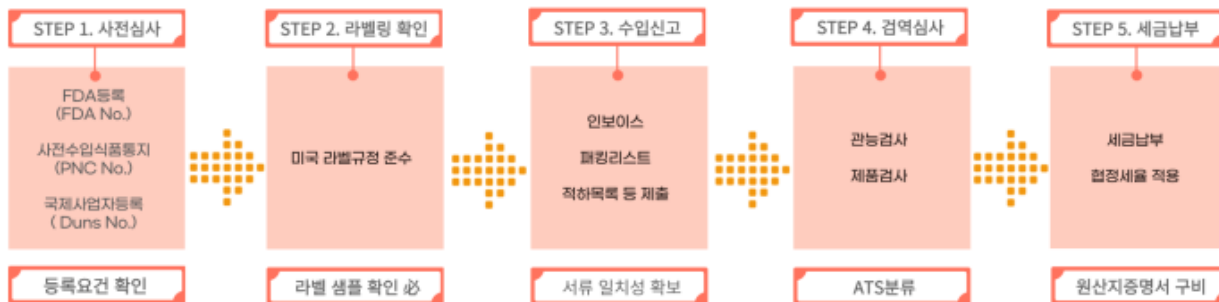 STEP 1. 사전심사
FDA등록
(FDA No.)
사전수입식품통지
(PNC No.)
국제사업자등록
( Duns No.)
등록요건 확인
STEP 2. 라벨링 확인
미국 라벨규정 준수
라벨 샘플 확인 必
STEP 3. 수입신고
인보이스
패킹리스트
적하목록 등 제출
서류 일치성 확보
STEP 4. 검역심사
관능검사
제품검사
ATS분류
STEP 5. 세금납부
세금납부
협정세율 적용
원산지증명서 구비